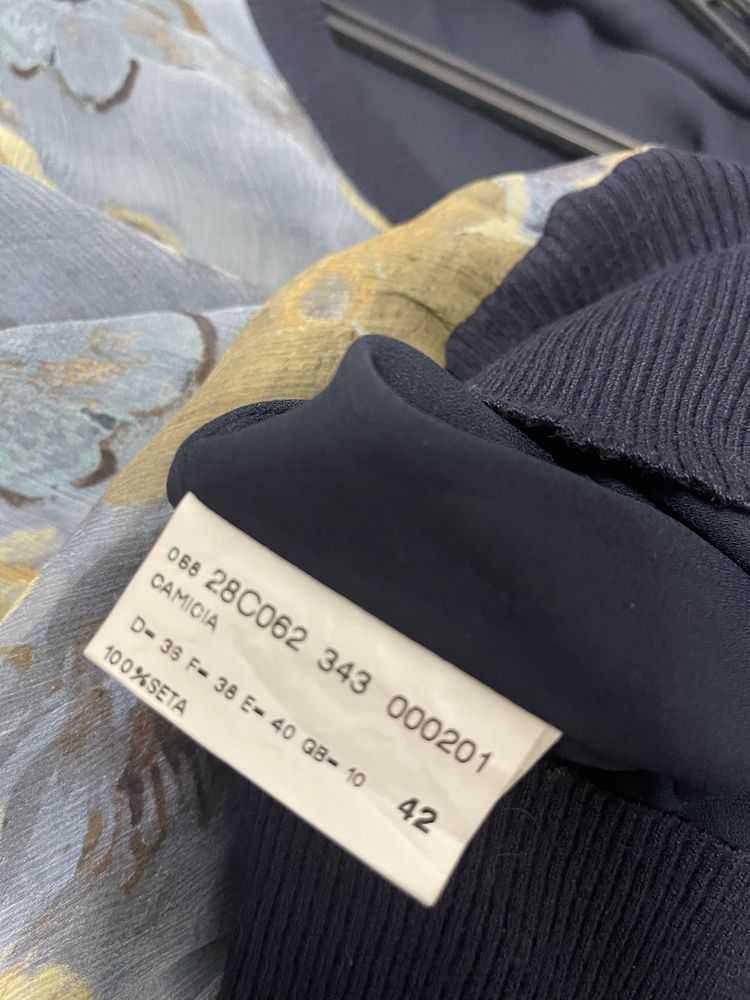 068 28C062 343 000201
CAMICIA
D= 36 F= 38 E= 40 GB= 10 42
100%SETA